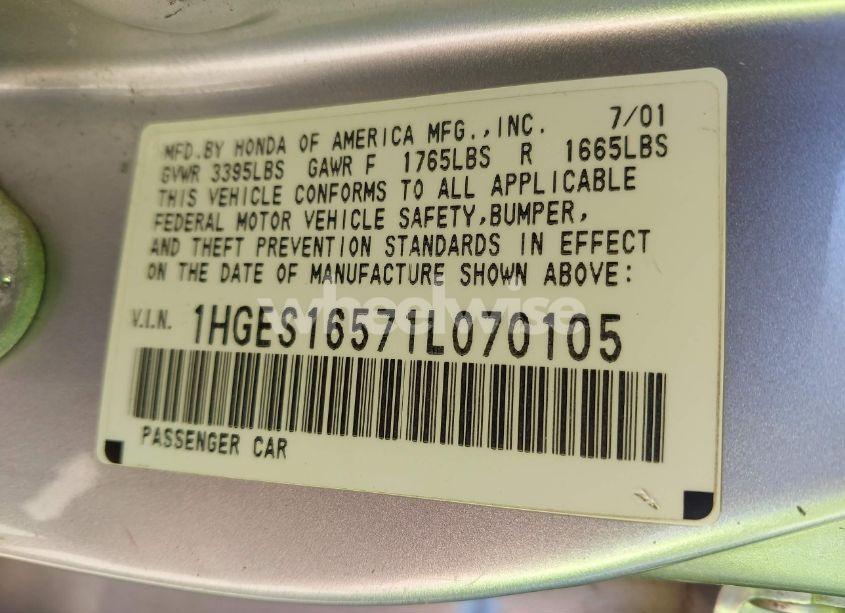 MFD.BY HONDA OF AMERICA MFG.,INC. 7/01
GVWR 3395LBS GAWR F 1765LBS R 1665LBS
THIS VEHICLE CONFORMS TO ALL APPLICABLE
FEDERAL MOTOR VEHICLE SAFETY,BUMPER,
AND THEFT PREVENTION STANDARDS IN EFFECT
ON THE DATE OF MANUFACTURE SHOWN ABOVE:
V.I.N. 1HGES16571L070105
wheelwise
PASSENGER CAR